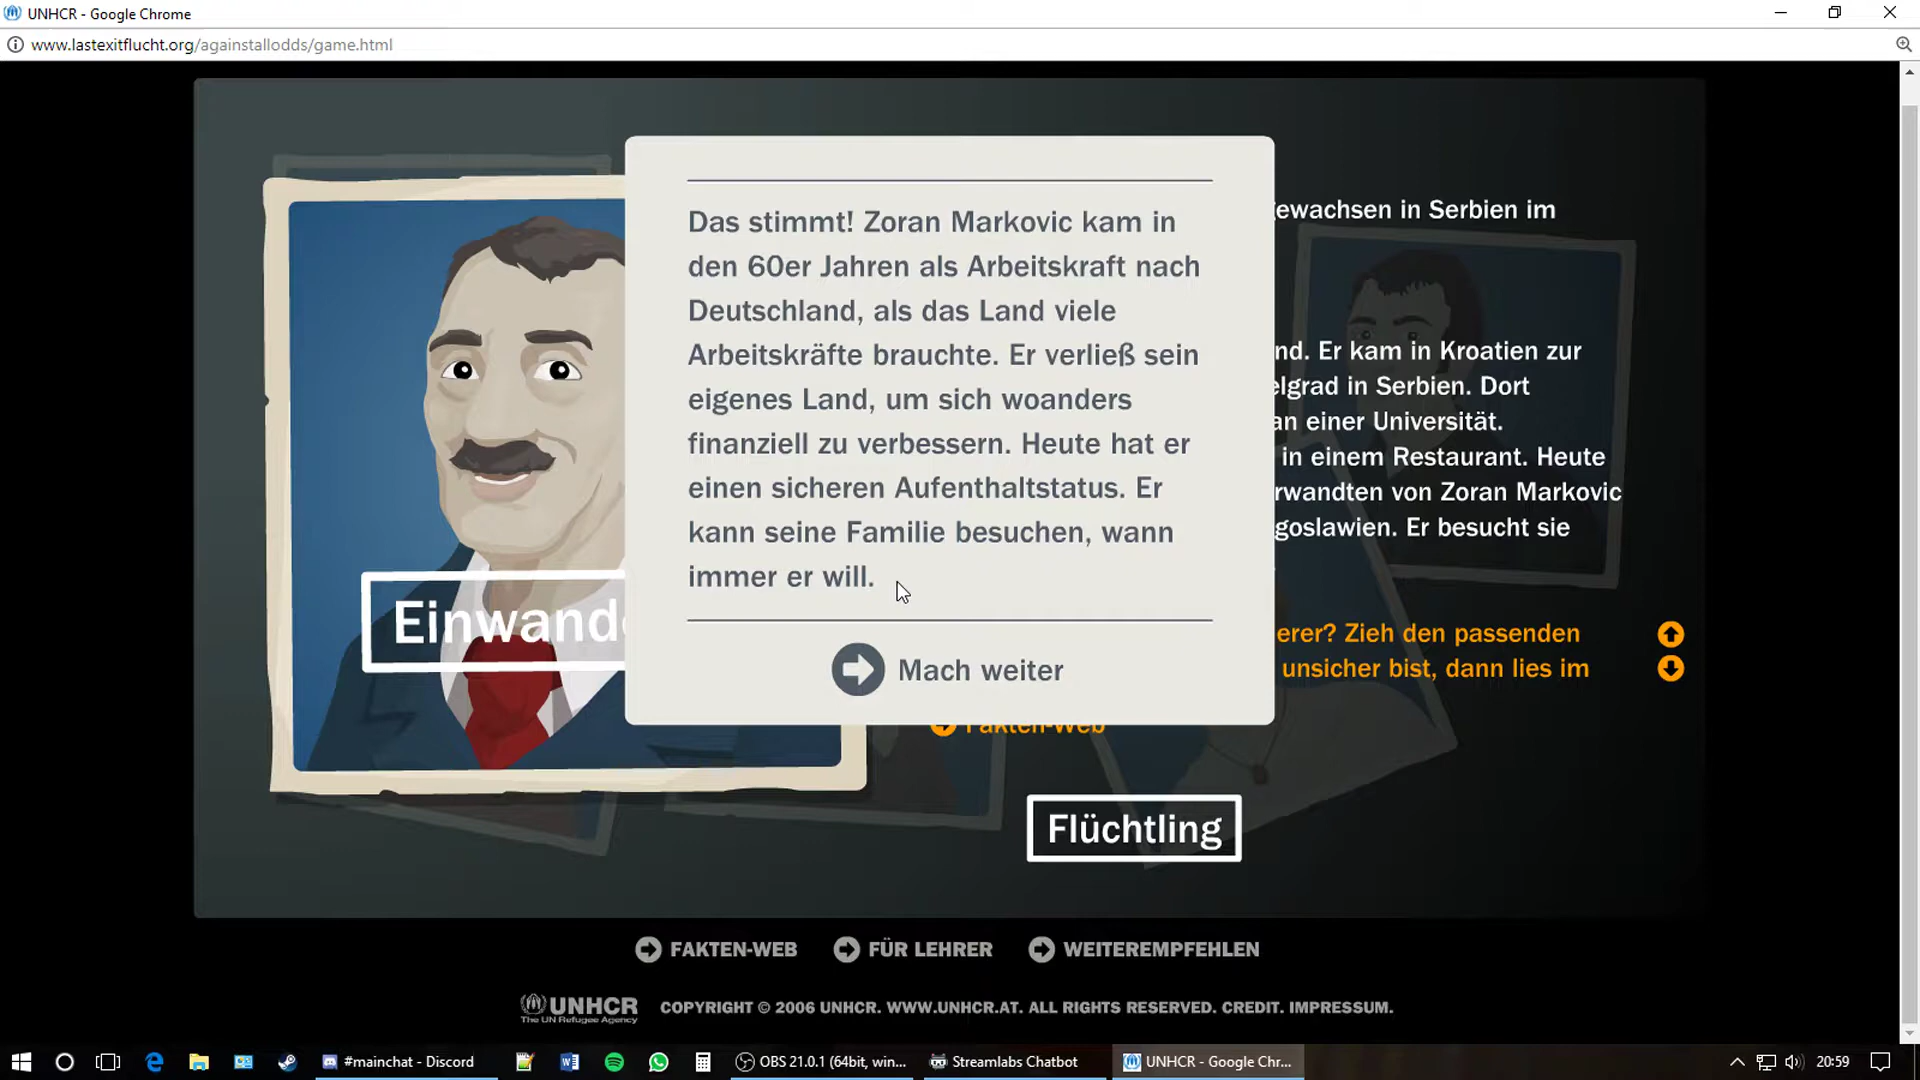 UNHCR - Google Chrome
www.lastexitflucht.org/againstallodds/game.html
Das stimmt! Zoran Markovic kam in
den 60er Jahren als Arbeitskraft nach
Deutschland, als das Land viele
Arbeitskräfte brauchte. Er verließ sein
eigenes Land, um sich woanders
finanziell zu verbessern. Heute hat er
einen sicheren Aufenthaltstatus. Er
kann seine Familie besuchen, wann
immer er will.
Mach weiter
ewachsen in Serbien im
nd. Er kam in Kroatien zur
elgrad in Serbien. Dort
an einer Universität.
in einem Restaurant. Heute
rwandten von Zoran Markovic
goslawien. Er besucht sie
erer? Zieh den passenden
unsicher bist, dann lies im
Fakten-Web
Einwande
Flüchtling
FAKTEN-WEB FÜR LEHRER WEITEREMPFEHLEN
UNHCR
The UN Refugee Agency
COPYRIGHT © 2006 UNHCR. WWW.UNHCR.AT. ALL RIGHTS RESERVED. CREDIT. IMPRESSUM.
#mainchat - Discord OBS 21.0.1 (64bit, win... Streamlabs Chatbot UNHCR - Google Chr... 20:59